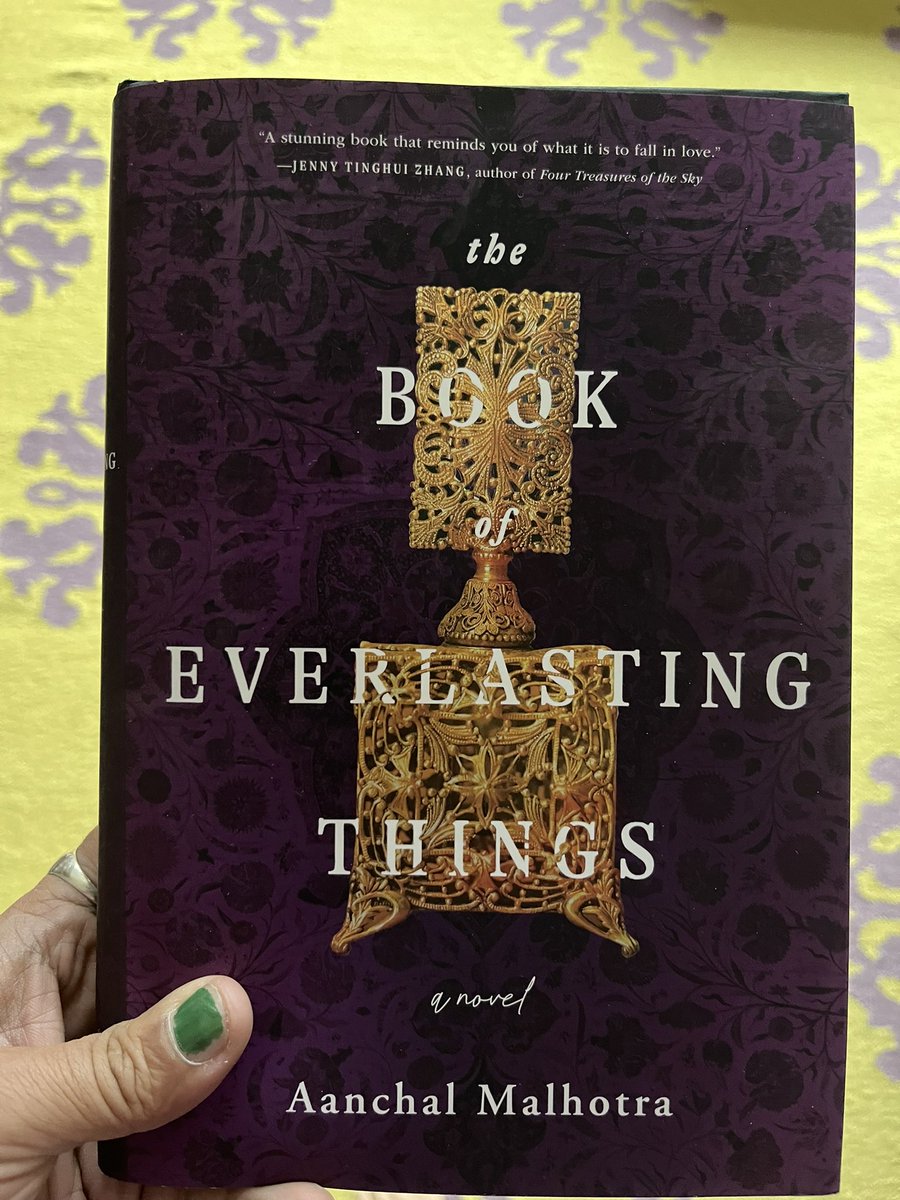 “A stunning book that reminds you of what it is to fall in love.”
—JENNY TINGHUI ZHANG, author of Four Treasures of the Sky
the
BOOK
of
EVERLASTING
THINGS
a novel
Aanchal Malhotra